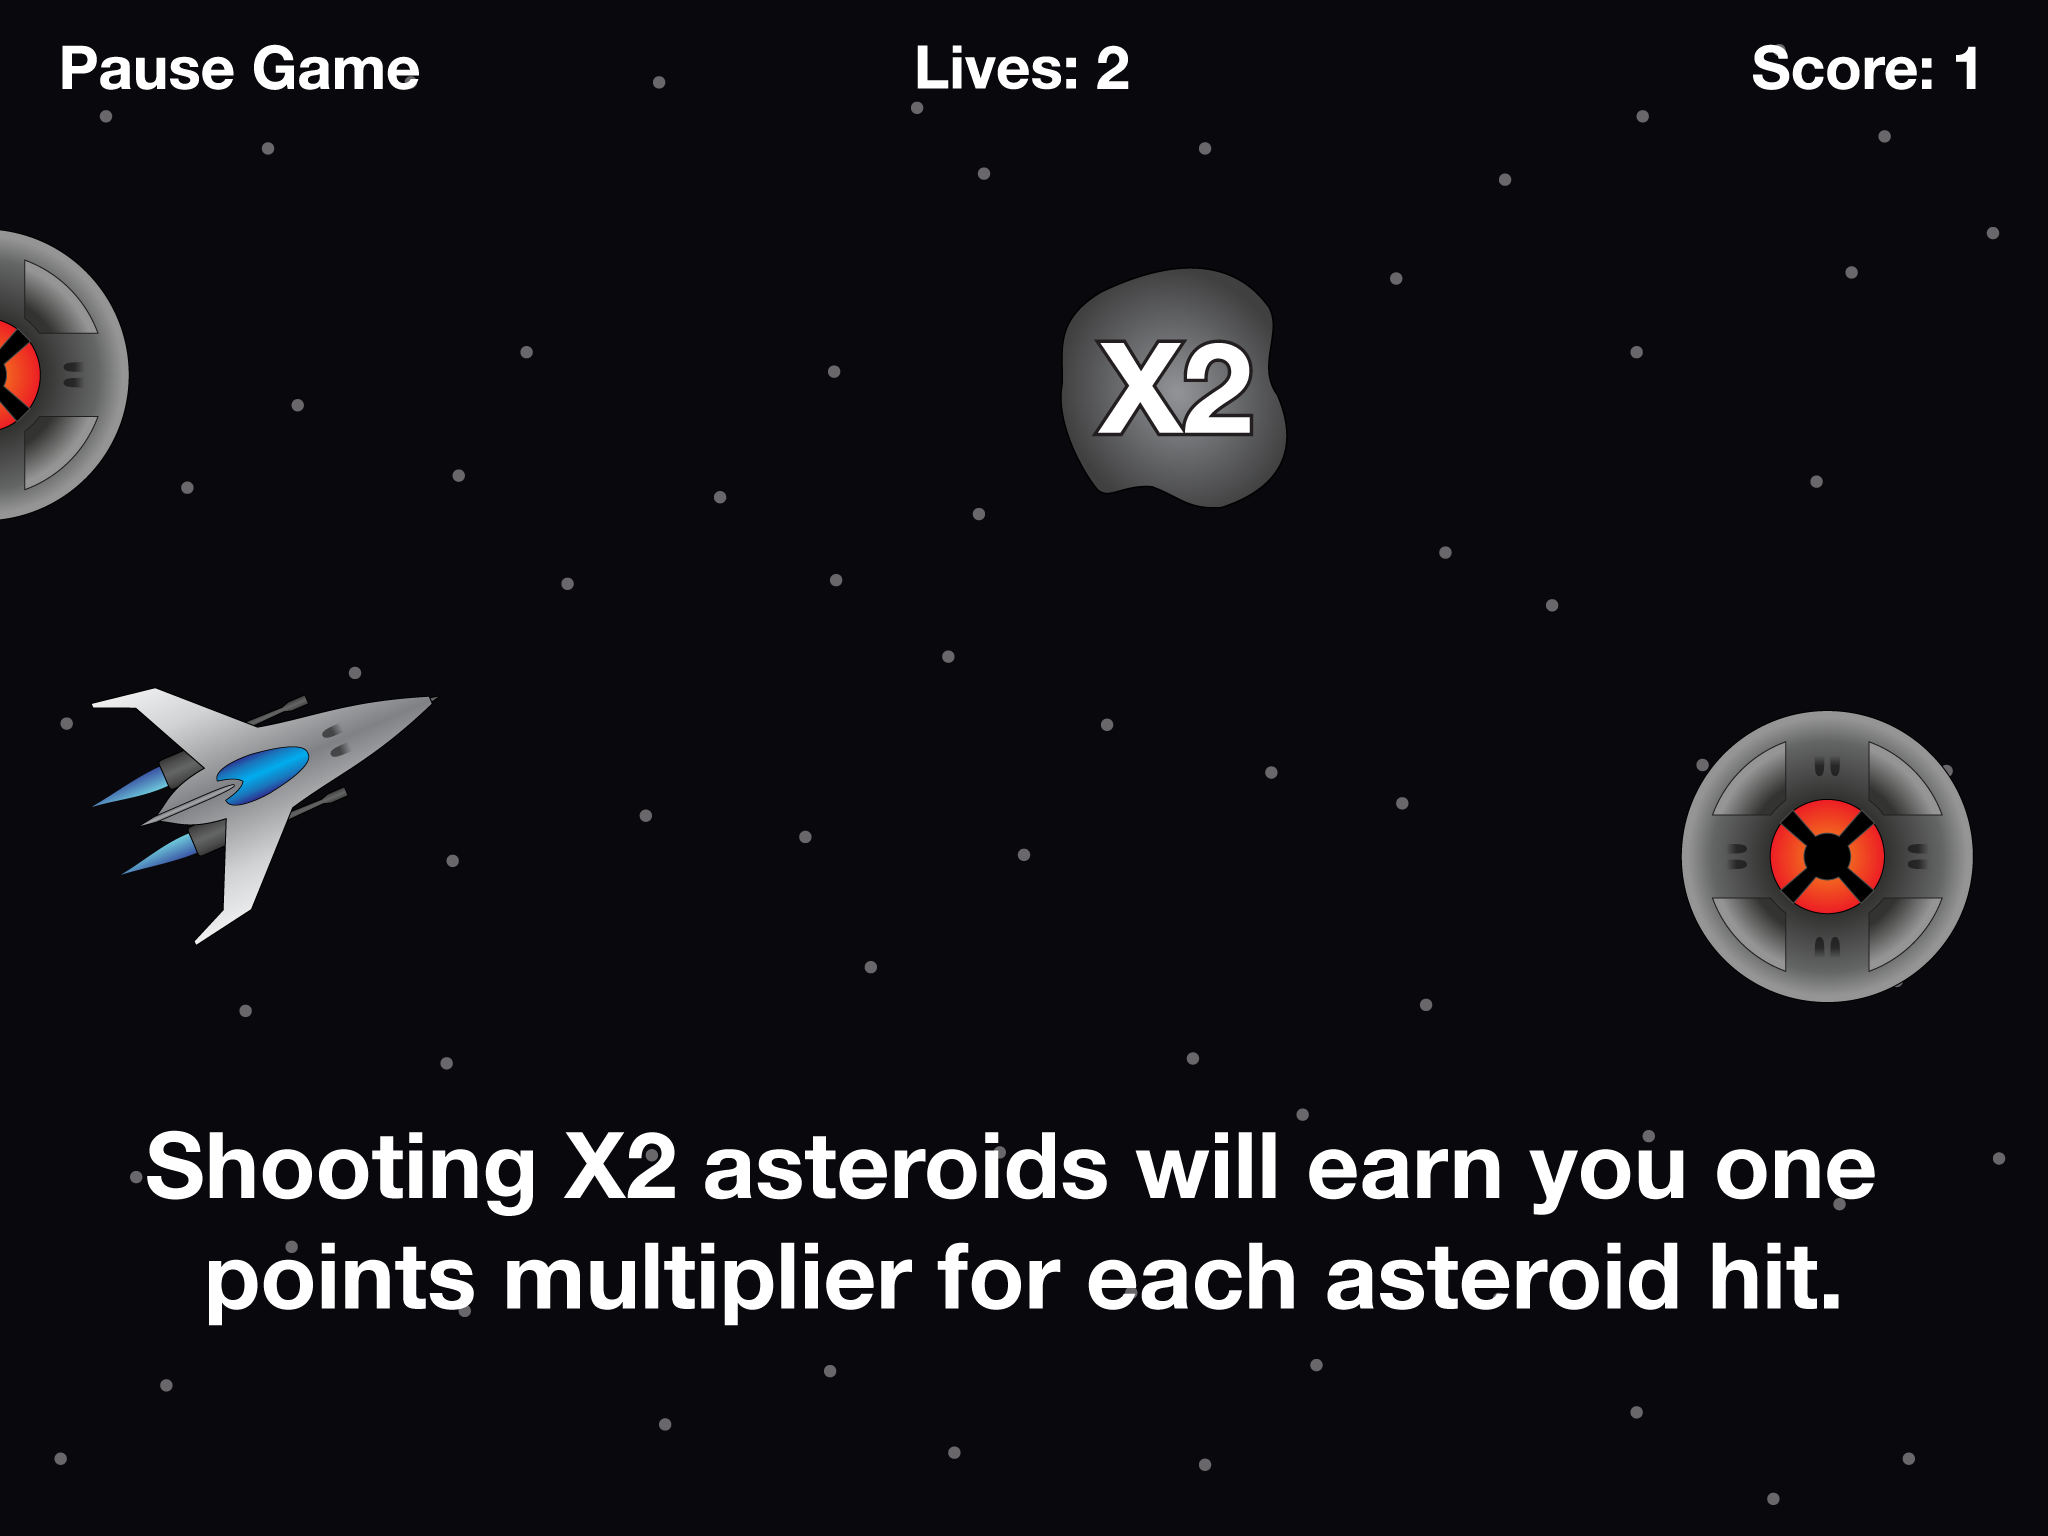 Pause Game
Lives: 2
Score: 1
X2
Shooting X2 asteroids will earn you one
points multiplier for each asteroid hit.